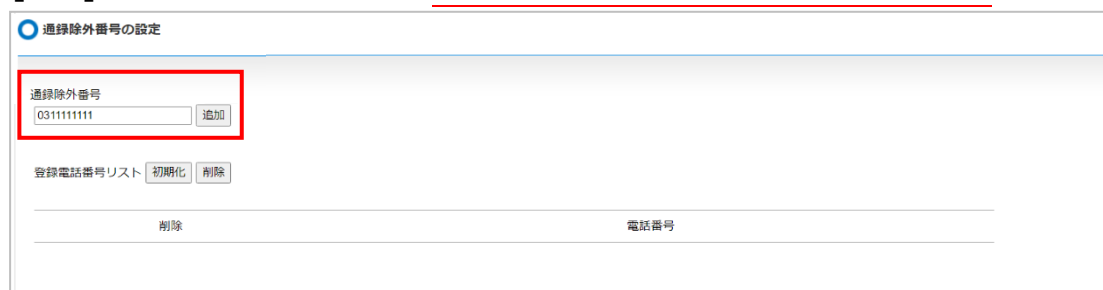 通録除外番号の設定
通録除外番号
0311111111 追加
登録電話番号リスト 初期化 削除
削除 電話番号